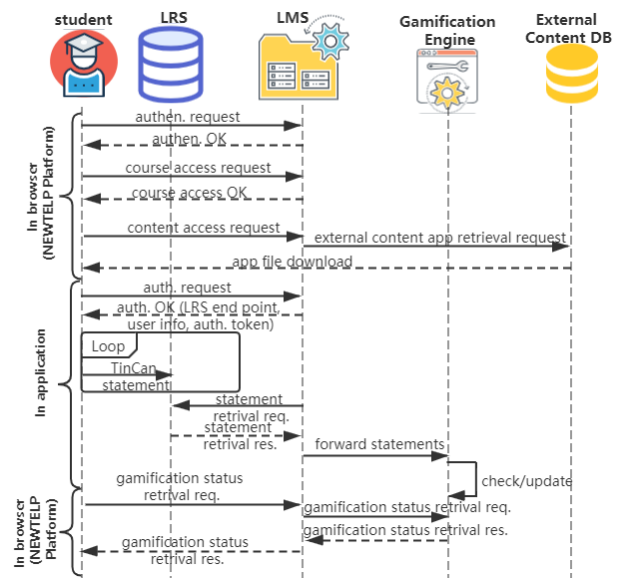 student
LRS
LMS
Gamification
Engine
External
Content DB
In browser
(NEWTELP Platform)
authen. request
authen. OK
course access request
course access OK
content access request
external content app retrieval request
app file download
In application
auth. request
auth. OK (LRS end point,
user info, auth. token)
Loop
TinCan
statement
statement
retrival req.
statement
retrival res.
forward statements
check/update
In browser
(NEWTELP
Platform)
gamification status
retrival req.
gamification status retrival req.
gamification status retrival res.
gamification status
retrival res.